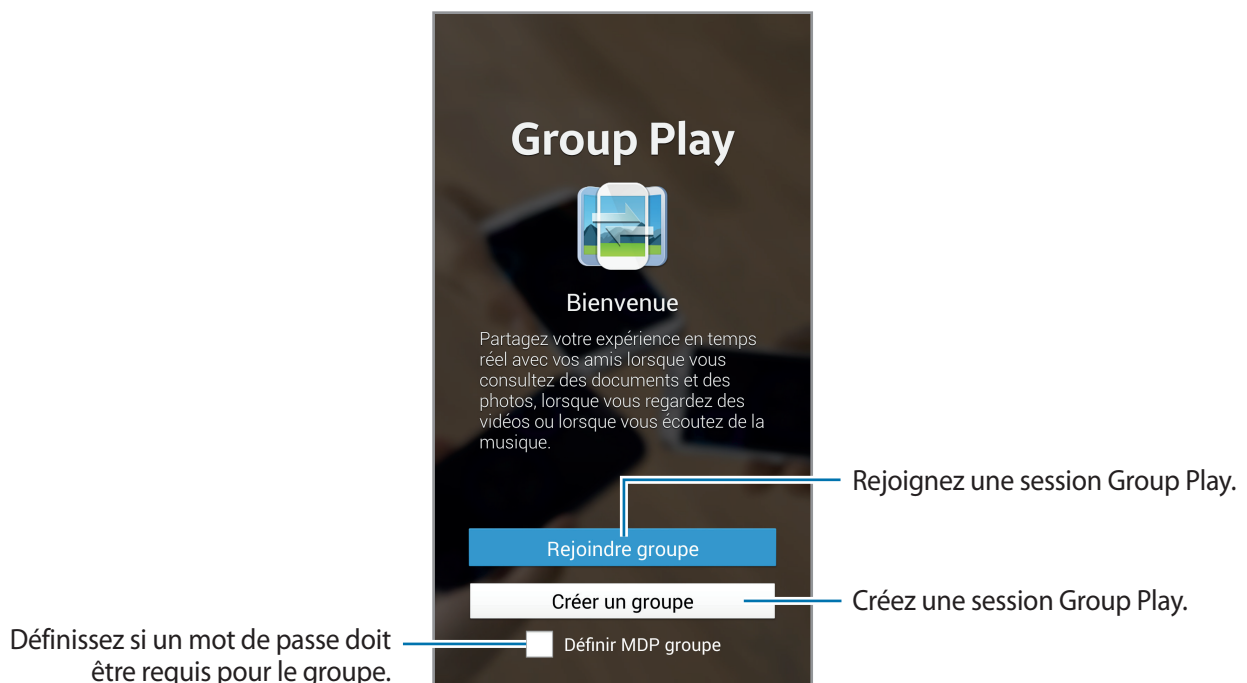 Group Play
Bienvenue
Partagez votre expérience en temps
réel avec vos amis lorsque vous
consultez des documents et des
photos, lorsque vous regardez des
vidéos ou lorsque vous écoutez de la
musique.
Rejoignez une session Group Play.
Rejoindre groupe
Créer un groupe
Créez une session Group Play.
Définissez si un mot de passe doit
être requis pour le groupe.
Définir MDP groupe